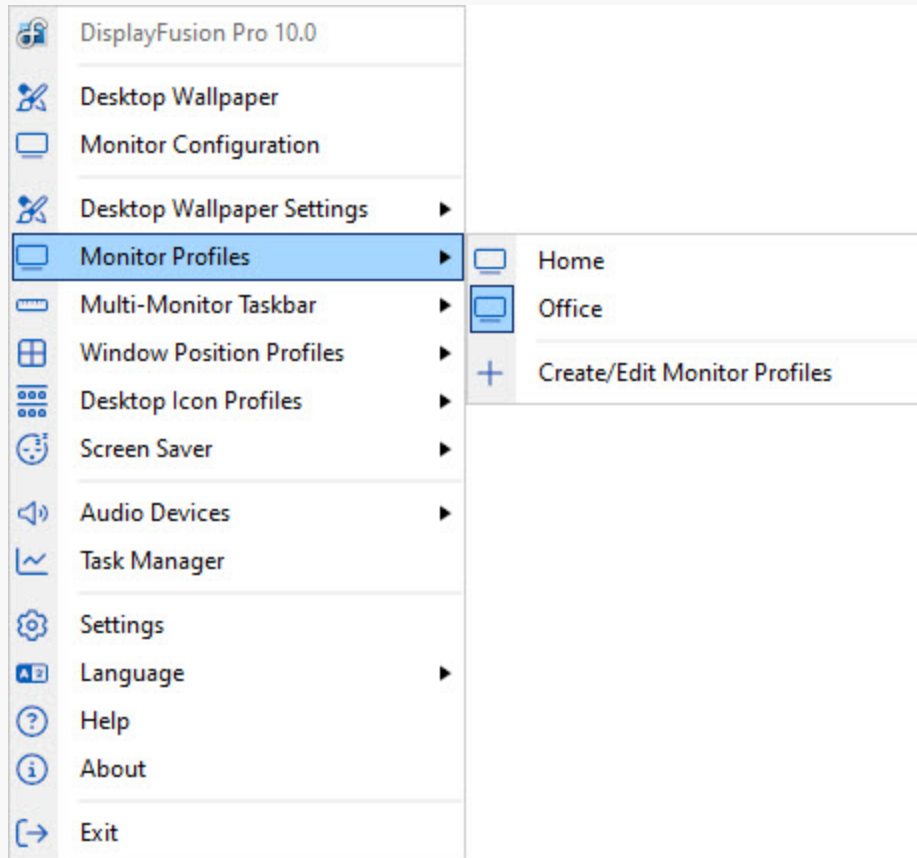 DisplayFusion Pro 10.0
Desktop Wallpaper
Monitor Configuration
Desktop Wallpaper Settings
Monitor Profiles
Multi-Monitor Taskbar
Window Position Profiles
Desktop Icon Profiles
Screen Saver
Audio Devices
Task Manager
Settings
Language
Help
About
Exit
Home
Office
Create/Edit Monitor Profiles